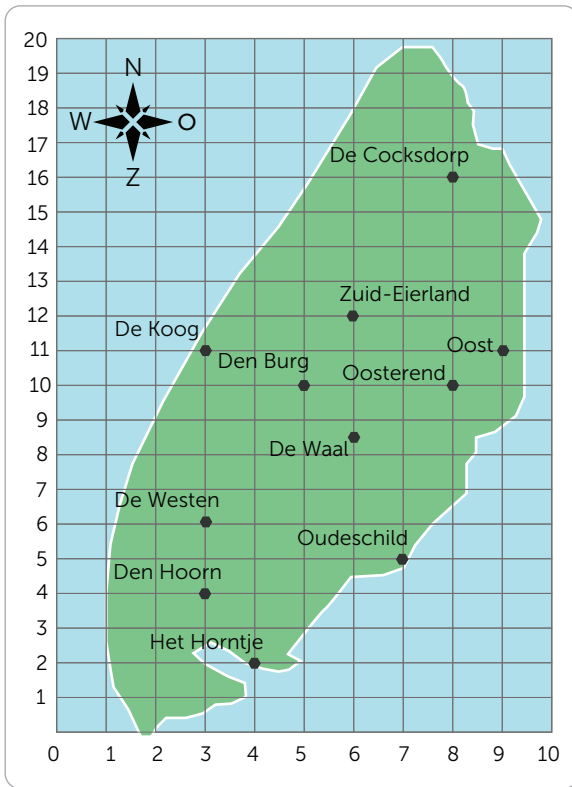 20
19
N
18
W O
17
Z
De Cocksdorp
16
15
14
13
Zuid-Eierland
12
De Koog
11
Oost
Den Burg
Oosterend
10
9
De Waal
8
7
De Westen
6
Oudeschild
5
Den Hoorn
4
3
Het Horntje
2
1
0 1 2 3 4 5 6 7 8 9 10